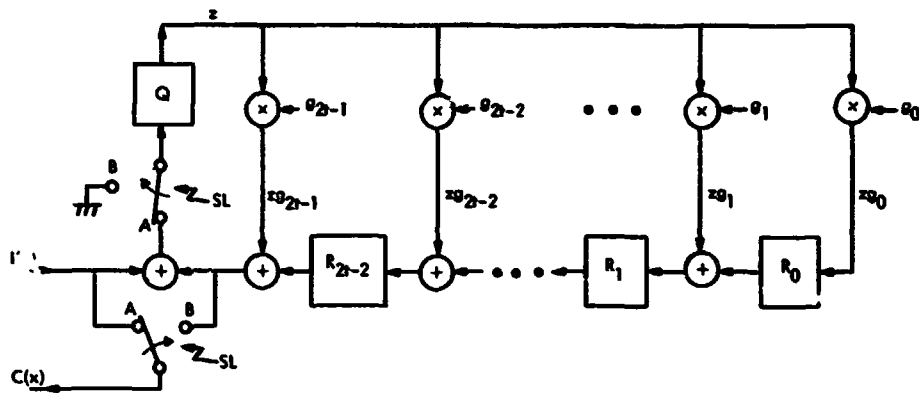 z
Q
g2t-1
g2t-2
g1
g0
B
SL
A
zg2t-1
zg2t-2
zg1
zg0
R2t-2
R1
R0
A
B
SL
C(x)